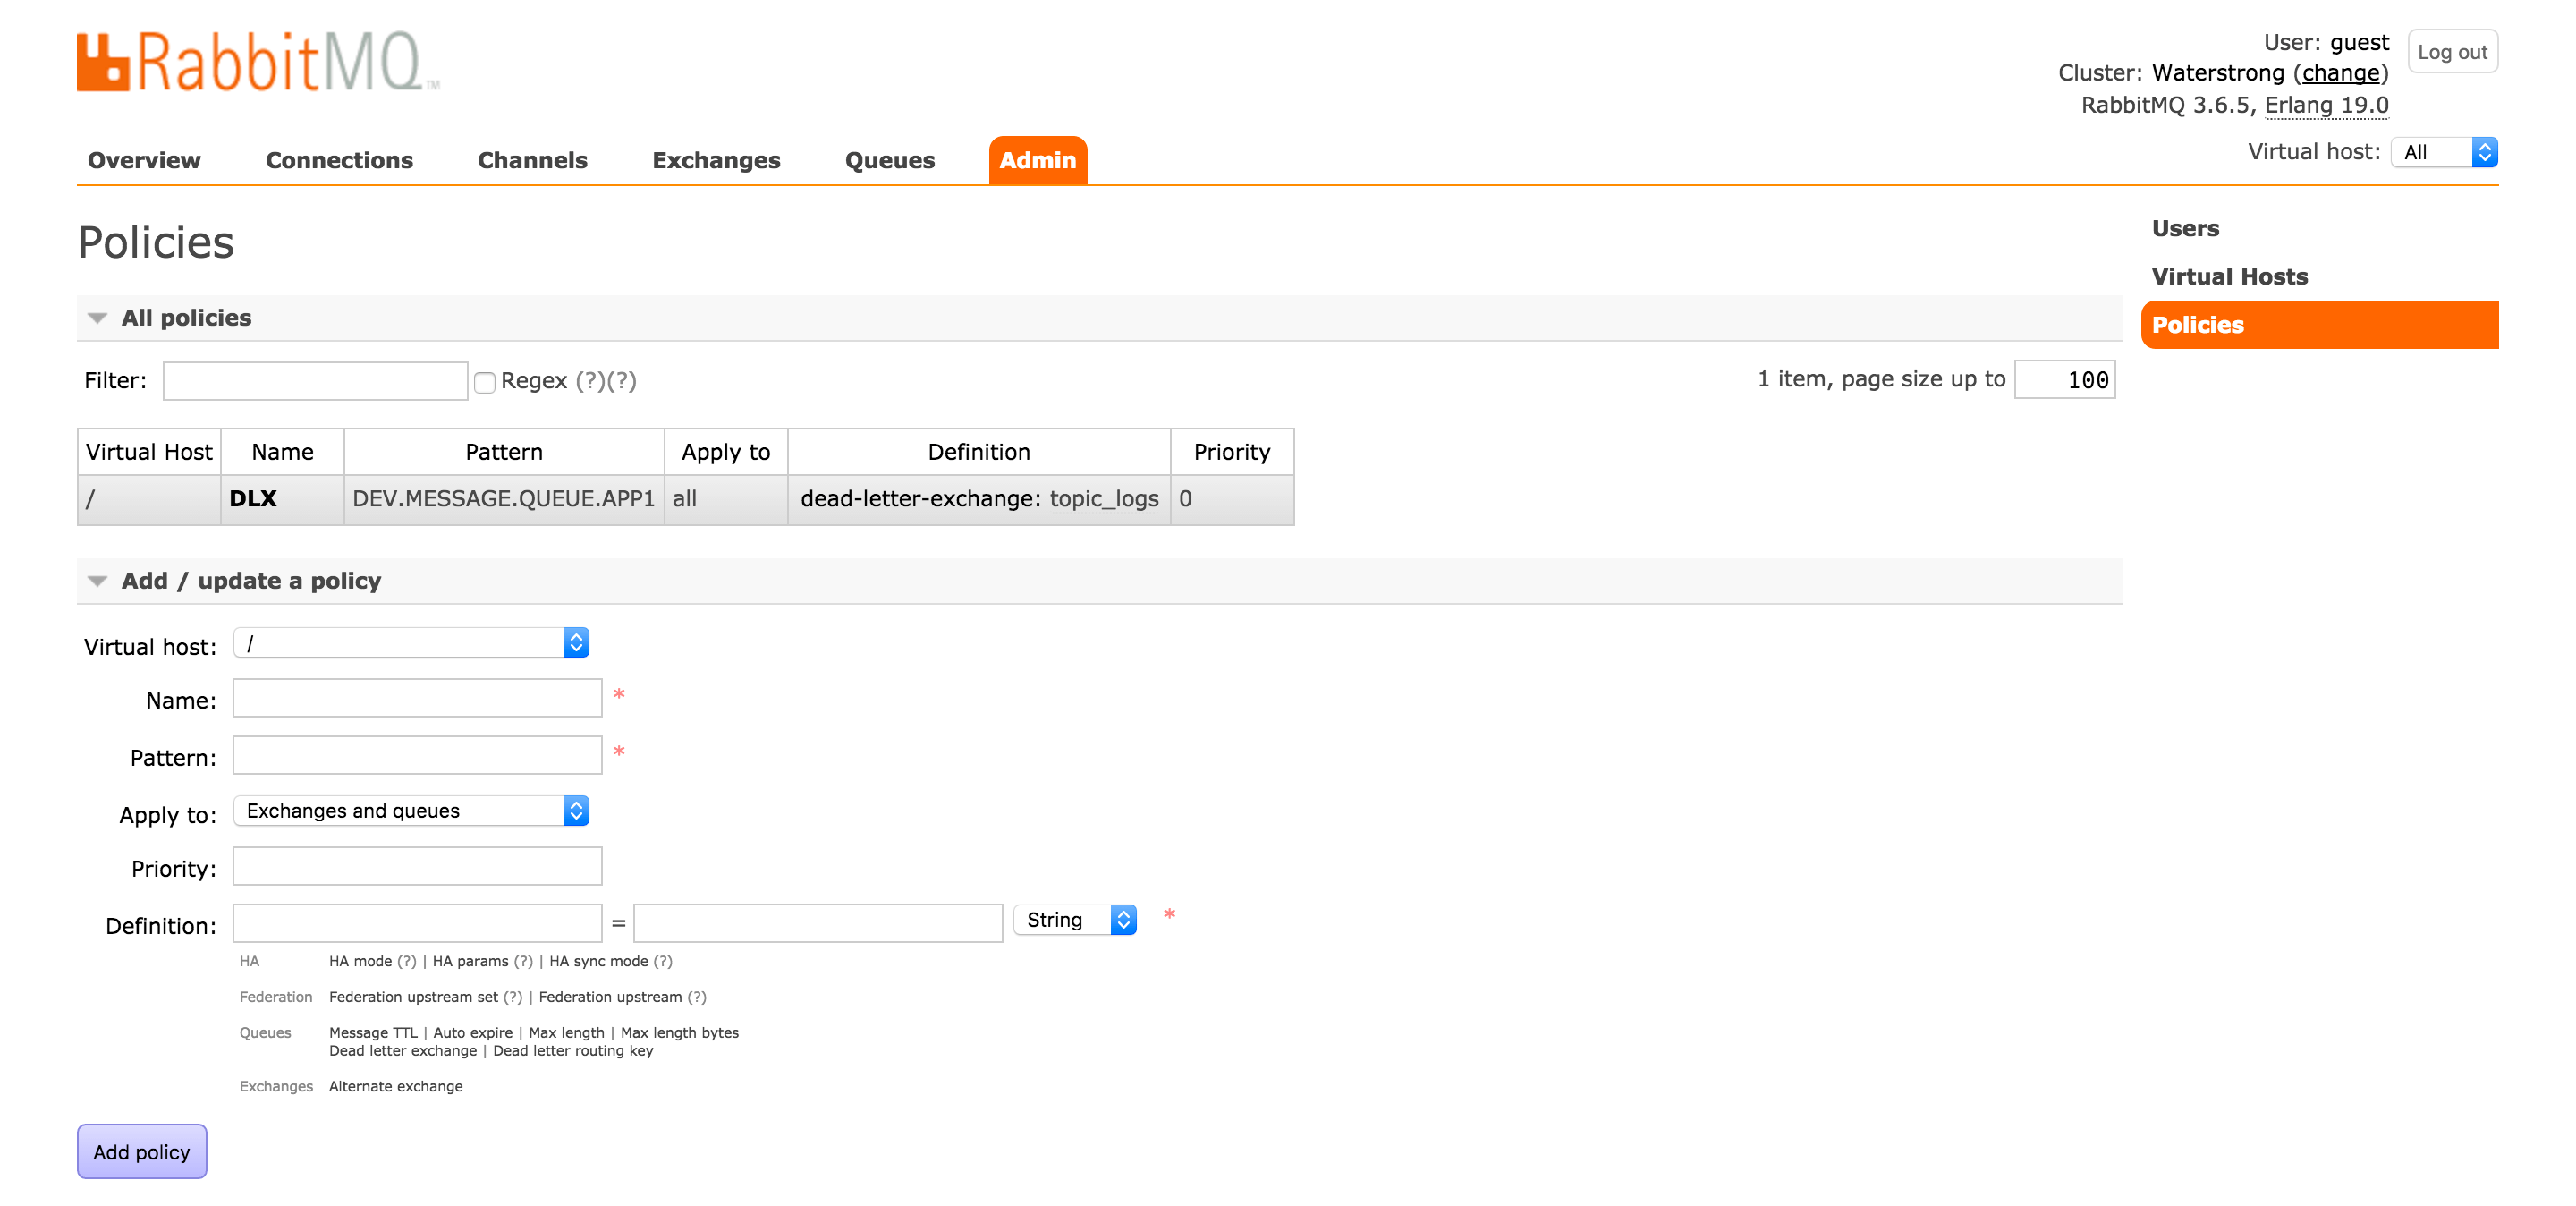 RabbitMQ™
User: guest
Log out
Cluster: Waterstrong (change)
RabbitMQ 3.6.5, Erlang 19.0
Overview Connections Channels Exchanges Queues Admin
Virtual host: All
Policies
Users
Virtual Hosts
Policies
All policies
Filter: Regex (?)(?)
1 item, page size up to 100
Virtual Host Name Pattern Apply to Definition Priority
/ DLX DEV.MESSAGE.QUEUE.APP1 all dead-letter-exchange: topic_logs 0
Add / update a policy
Virtual host: /
Name: *
Pattern: *
Apply to: Exchanges and queues
Priority:
Definition: = String *
HA HA mode (?) | HA params (?) | HA sync mode (?)
Federation Federation upstream set (?) | Federation upstream (?)
Queues Message TTL | Auto expire | Max length | Max length bytes
Dead letter exchange | Dead letter routing key
Exchanges Alternate exchange
Add policy